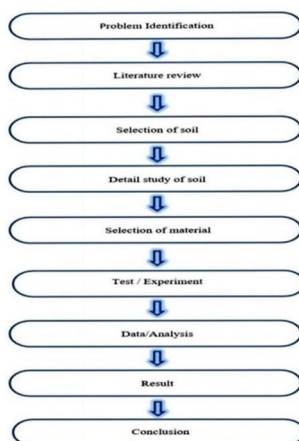 Problem Identification
Literature review
Selection of soil
Detail study of soil
Selection of material
Test / Experiment
Data/Analysis
Result
Conclusion